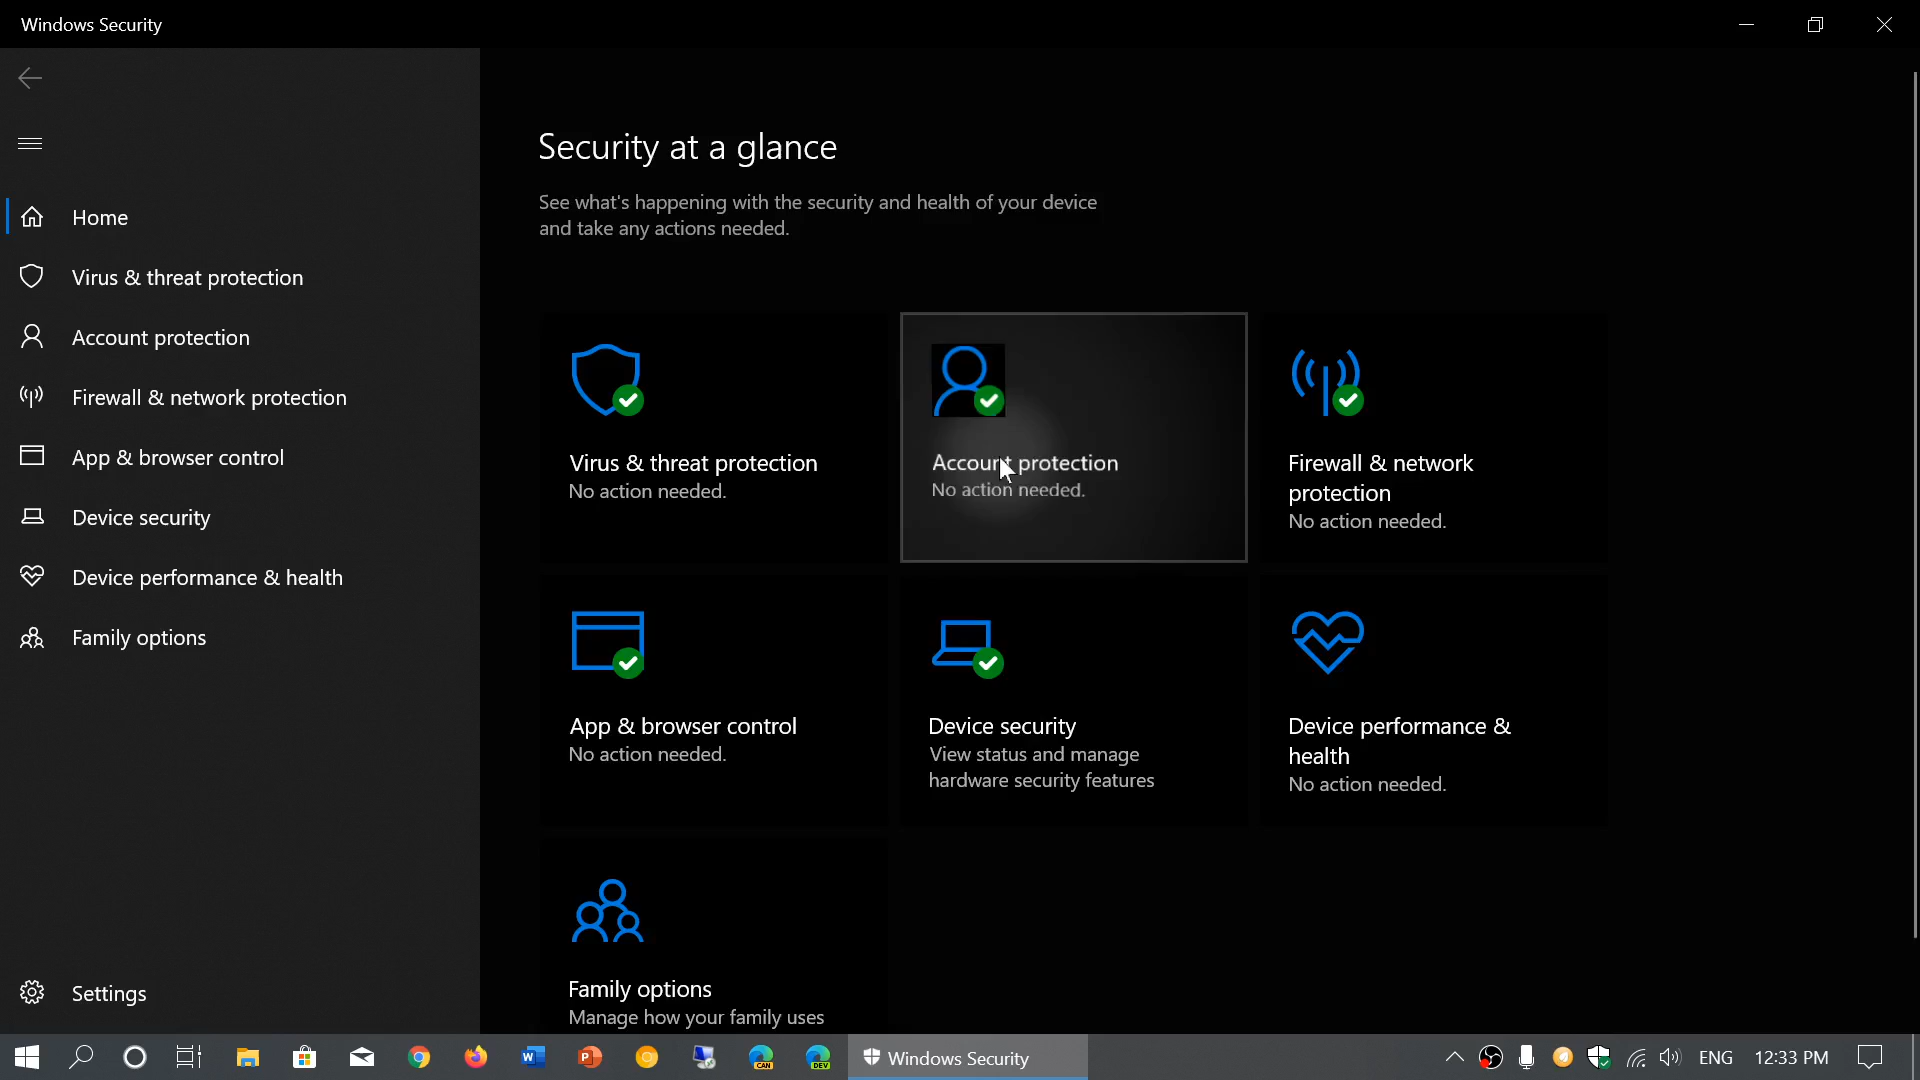 Windows Security
Home
Virus & threat protection
Account protection
Firewall & network protection
App & browser control
Device security
Device performance & health
Family options
Settings
Security at a glance
See what's happening with the security and health of your device
and take any actions needed.
Virus & threat protection
No action needed.
Account protection
No action needed.
Firewall & network
protection
No action needed.
App & browser control
No action needed.
Device security
View status and manage
hardware security features
Device performance &
health
No action needed.
Family options
Manage how your family uses
W
P
CAN
DEV
Windows Security
ENG
12:33 PM